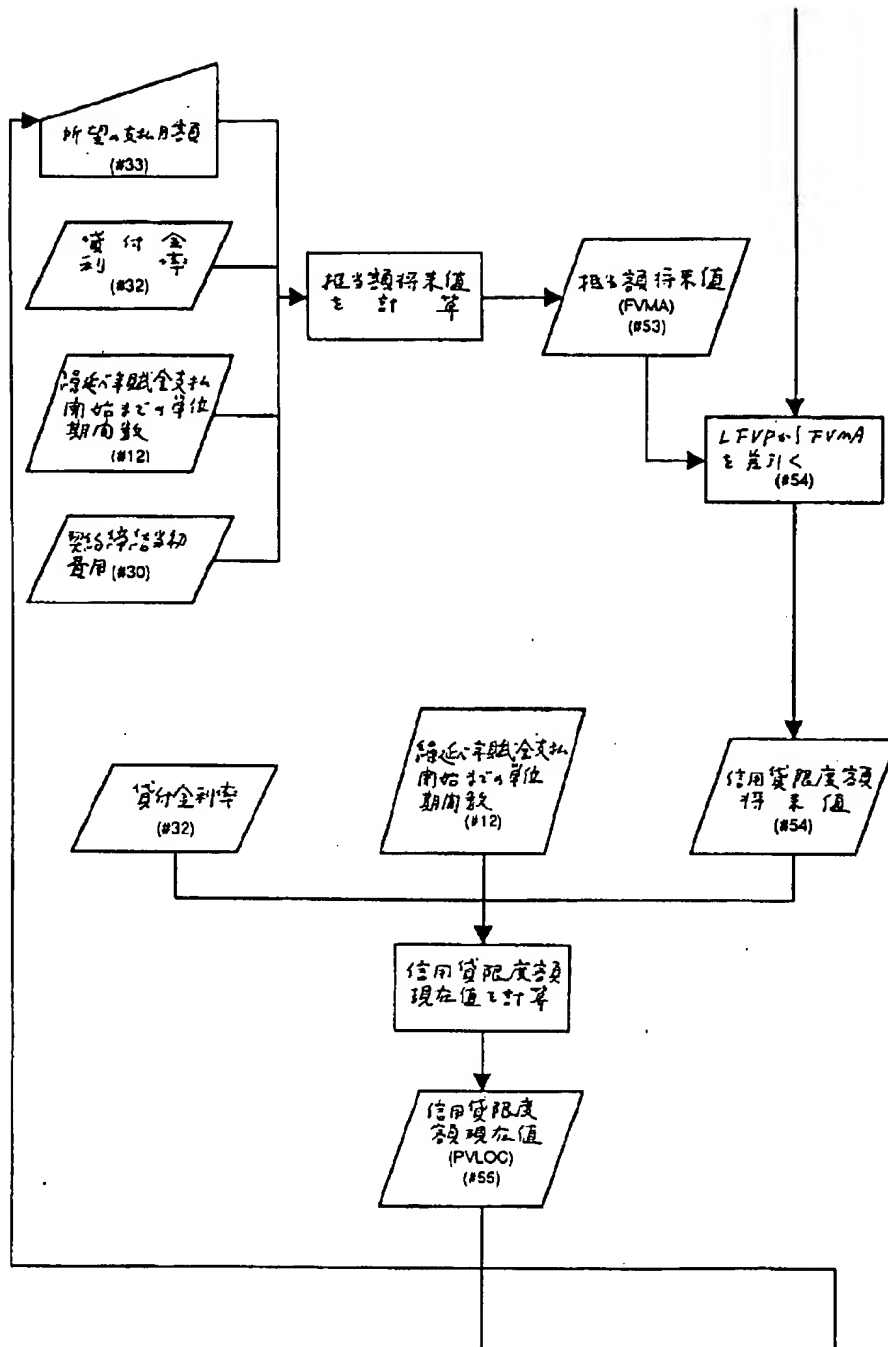 所望の支払月額
(#33)
貸付金
利率
(#32)
繰延べ年賦金支払
開始までの単位
期間数
(#12)
契約締結当初
費用(#30)
担当額将来値
を計算
担当額将来値
(FVMA)
(#53)
LFVPからFVMA
を差引く
(#54)
貸付金利率
(#32)
繰延べ年賦金支払
開始までの単位
期間数
(#12)
信用貸限度額
将来値
(#54)
信用貸限度額
現在値を計算
信用貸限度
額現在値
(PVLOC)
(#55)